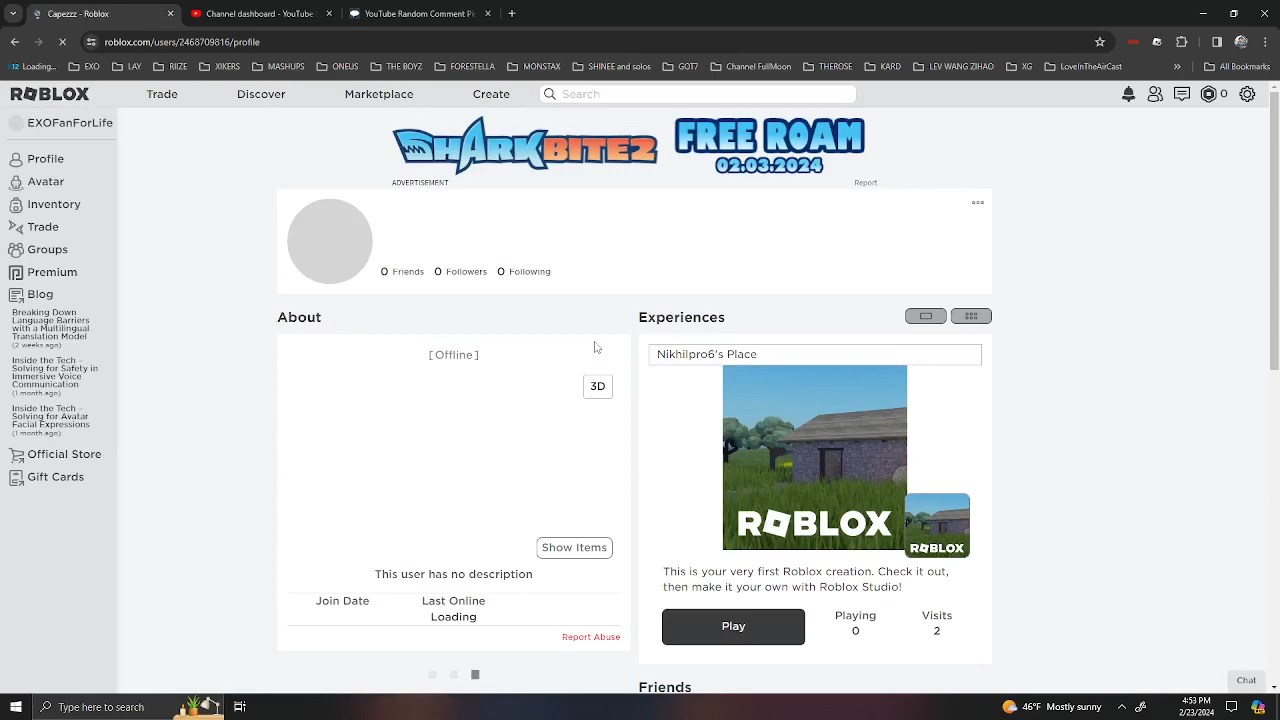 Capezz - Roblox
Channel dashboard - YouTube
YouTube Random Comment Pi
roblox.com/users/2468709816/profile
Loading...
EXO
LAY
RIIZE
XIKERS
MASHUPS
ONEUS
THE BOYZ
FORESTELLA
MONSTAX
SHINEE and solos
GOT7
Channel FullMoon
THEROSE
KARD
LEV WANG ZIHAO
XG
LoveInTheAirCast
»
All Bookmarks
ROBLOX
Trade
Discover
Marketplace
Create
Search
0
EXOFanForLife
Profile
Avatar
Inventory
Trade
Groups
Premium
Blog
Breaking Down
Language Barriers
with a Multilingual
Translation Model
(2 weeks ago)
Inside the Tech -
Solving for Safety in
Immersive Voice
Communication
(1 month ago)
Inside the Tech -
Solving for Avatar
Facial Expressions
(1 month ago)
Official Store
Gift Cards
SHARKBITE2
FREE ROAM
02.03.2024
ADVERTISEMENT
Report
0 Friends 0 Followers 0 Following
About
[ Offline ]
3D
Show Items
This user has no description
Join Date
Last Online
Loading
Report Abuse
Experiences
Nikhilpro6's Place
ROBLOX
ROBLOX
This is your very first Roblox creation. Check it out,
then make it your own with Roblox Studio!
Play
Playing
0
Visits
2
Friends
Chat
Type here to search
46°F Mostly sunny
4:53 PM
2/23/2024